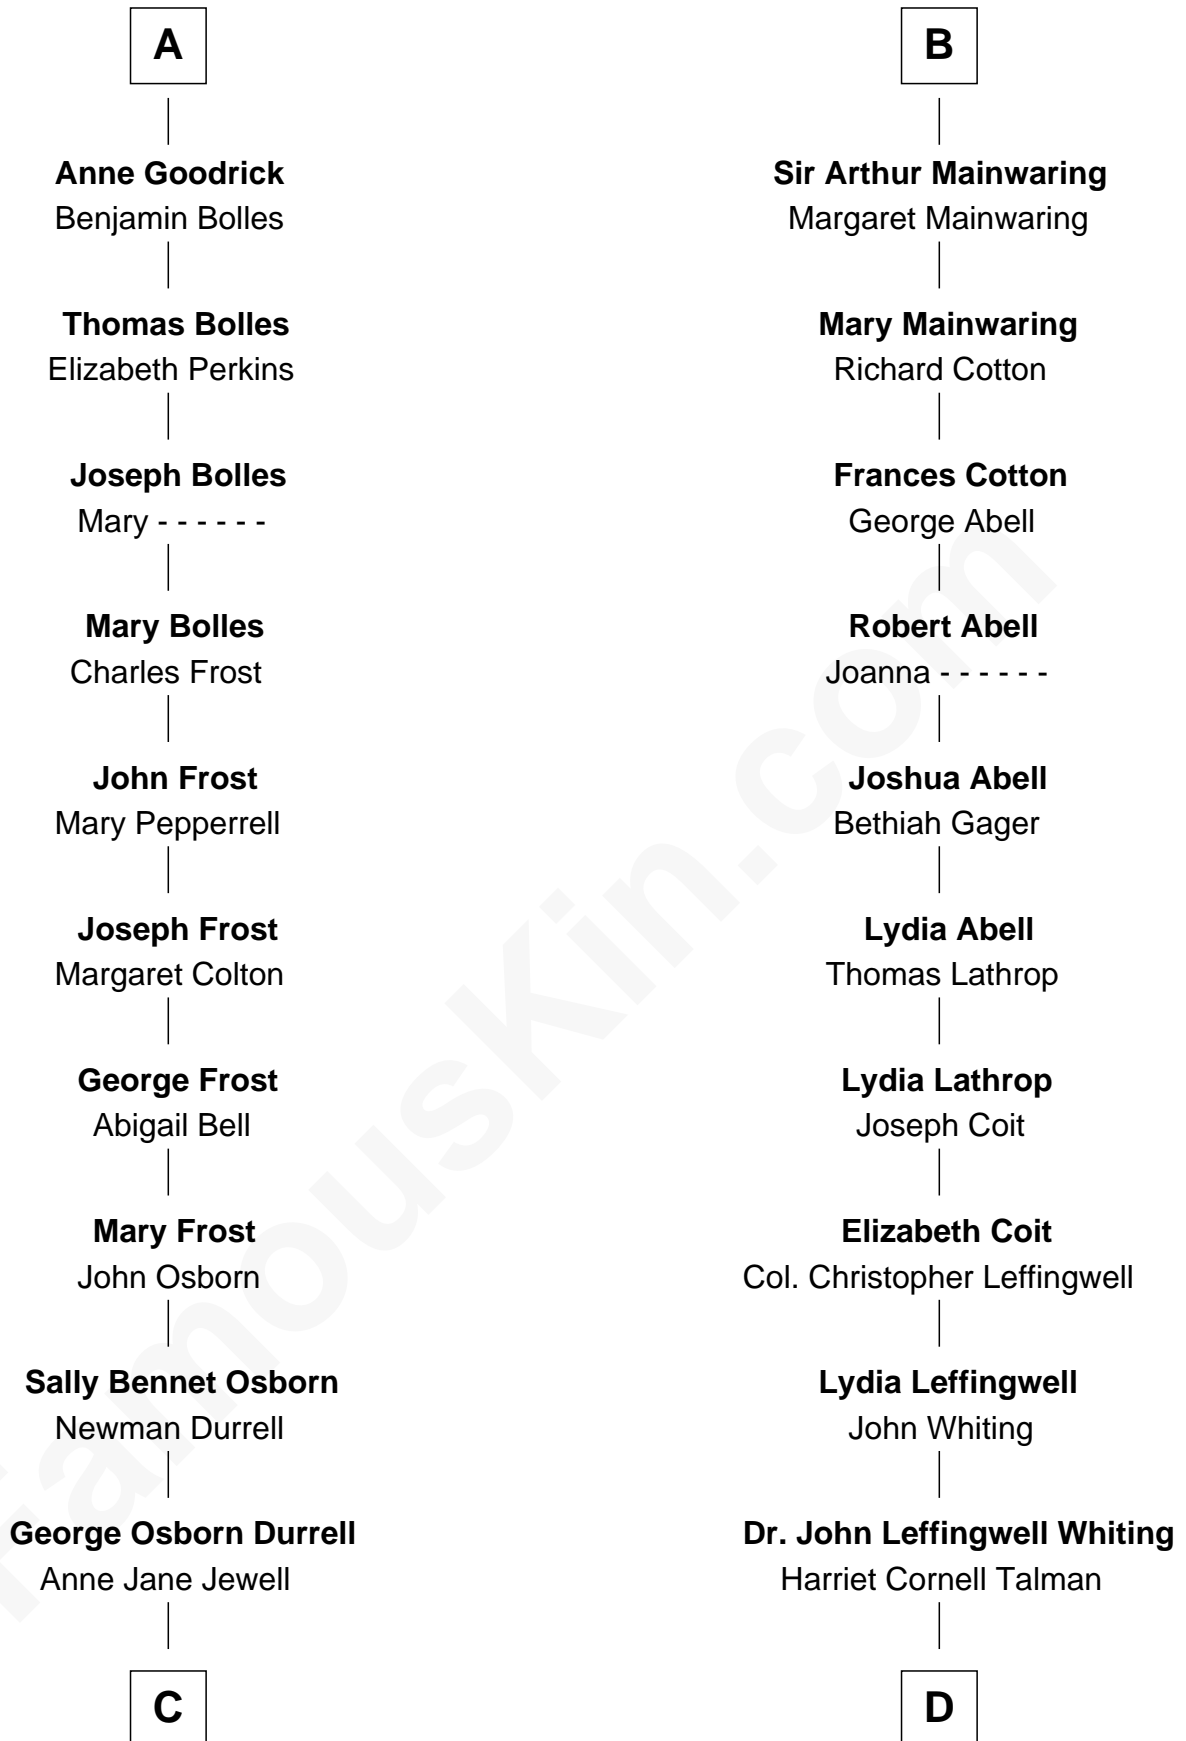 A
Anne Goodrick
Benjamin Bolles
Thomas Bolles
Elizabeth Perkins
Joseph Bolles
Mary - - - - - -
Mary Bolles
Charles Frost
John Frost
Mary Pepperrell
Joseph Frost
Margaret Colton
George Frost
Abigail Bell
Mary Frost
John Osborn
Sally Bennet Osborn
Newman Durrell
George Osborn Durrell
Anne Jane Jewell
C
B
Sir Arthur Mainwaring
Margaret Mainwaring
Mary Mainwaring
Richard Cotton
Frances Cotton
George Abell
Robert Abell
Joanna - - - - - -
Joshua Abell
Bethiah Gager
Lydia Abell
Thomas Lathrop
Lydia Lathrop
Joseph Coit
Elizabeth Coit
Col. Christopher Leffingwell
Lydia Leffingwell
John Whiting
Dr. John Leffingwell Whiting
Harriet Cornell Talman
D
FamousKin.com